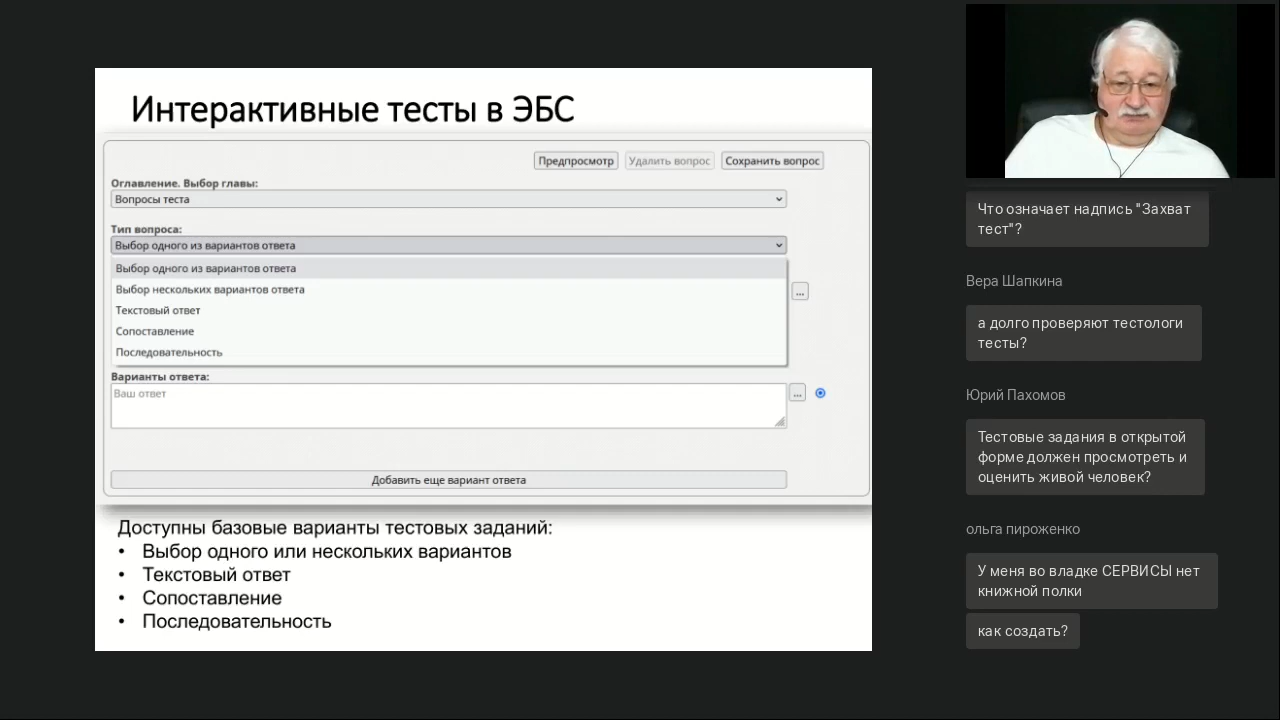 Интерактивные тесты в ЭБС
Предпросмотр
Удалить вопрос
Сохранить вопрос
Оглавление. Выбор главы:
Вопросы теста
Тип вопроса:
Выбор одного из вариантов ответа
Выбор одного из вариантов ответа
Выбор нескольких вариантов ответа
...
Текстовый ответ
Сопоставление
Последовательность
Варианты ответа:
Ваш ответ
...
Добавить еще вариант ответа
Доступны базовые варианты тестовых заданий:
• Выбор одного или нескольких вариантов
• Текстовый ответ
• Сопоставление
• Последовательность
Что означает надпись "Захват
тест"?
Вера Шапкина
а долго проверяют тестологи
тесты?
Юрий Пахомов
Тестовые задания в открытой
форме должен просмотреть и
оценить живой человек?
ольга пироженко
У меня во владке СЕРВИСЫ нет
книжной полки
как создать?